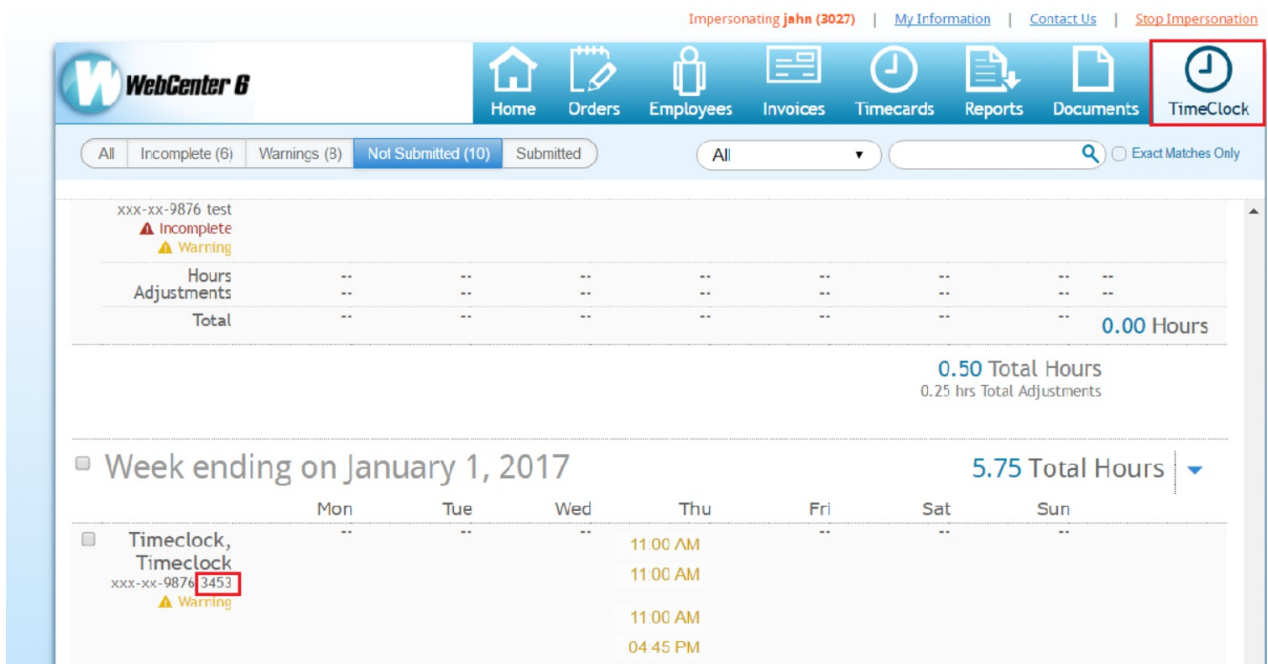 Impersonating jahn (3027) | My Information | Contact Us | Stop Impersonation
WebCenter 6
Home Orders Employees Invoices Timecards Reports Documents TimeClock
All Incomplete (6) Warnings (8) Not Submitted (10) Submitted All Exact Matches Only
xxx-xx-9876 test
Incomplete
Warning
Hours -- -- -- -- -- -- -- --
Adjustments -- -- -- -- -- -- -- --
Total -- -- -- -- -- -- -- 0.00 Hours
0.50 Total Hours
0.25 hrs Total Adjustments
Week ending on January 1, 2017 5.75 Total Hours
Mon Tue Wed Thu Fri Sat Sun
Timeclock, -- -- -- 11:00 AM -- -- --
Timeclock
xxx-xx-9876 3453 11:00 AM
Warning
11:00 AM
04:45 PM